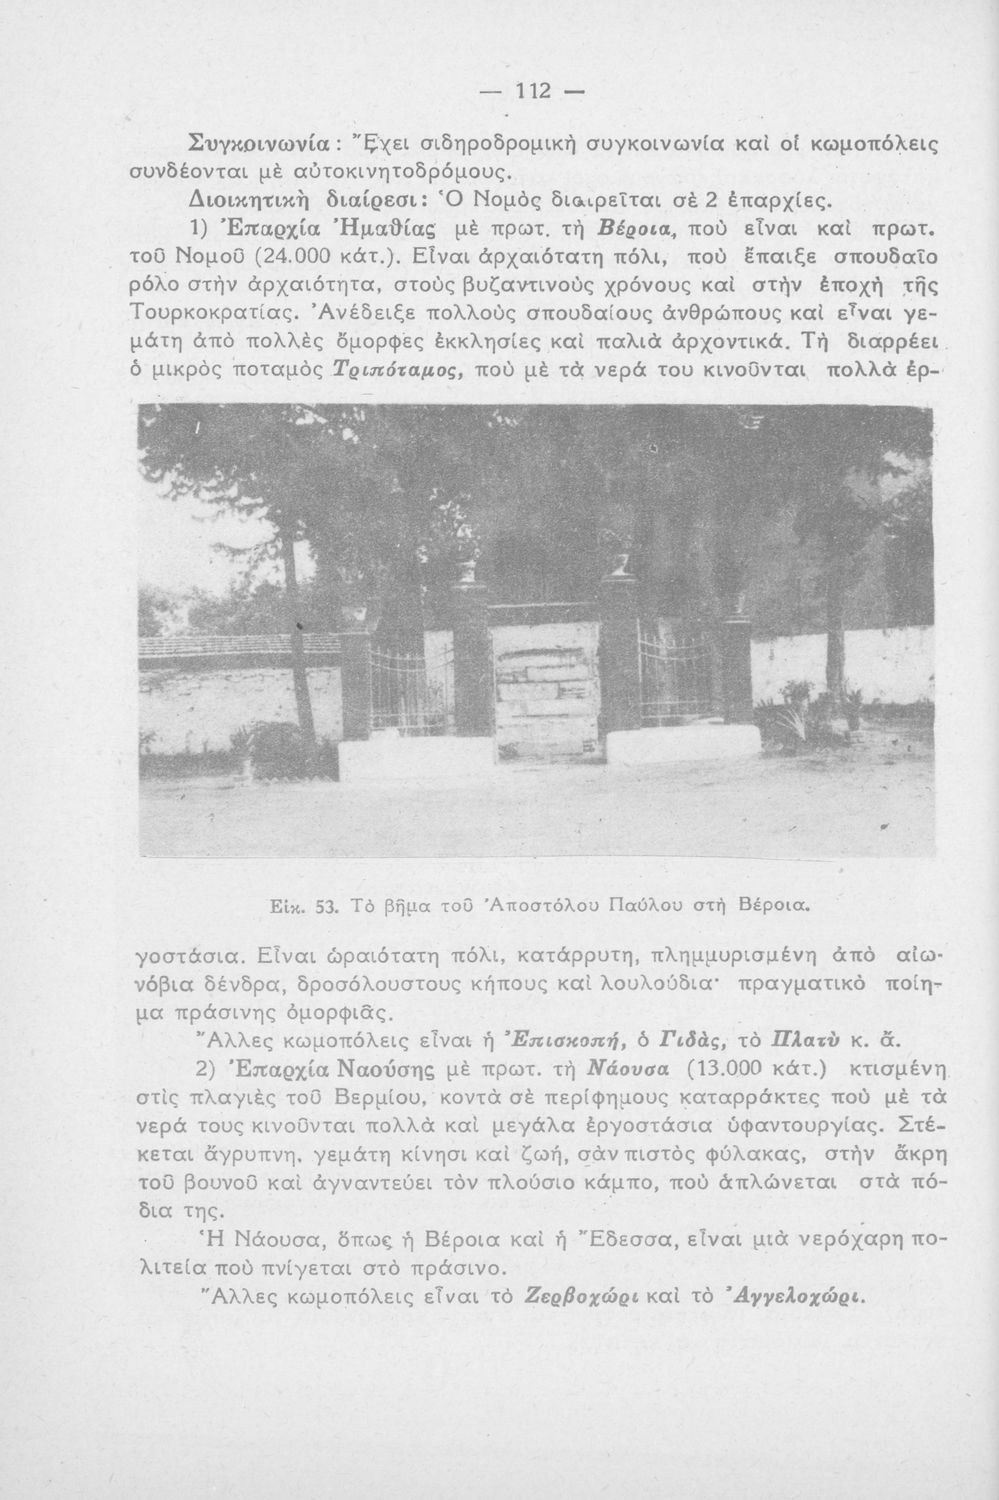 — 112 —
Συγκοινωνία : Ἔχει σιδηροδρομικὴ συγκοινωνία καὶ οἱ κωμοπόλεις
συνδέονται μὲ αὐτοκινητοδρόμους.
Διοικητικὴ διαίρεσι : Ὁ Νομὸς διαιρεῖται σὲ 2 ἐπαρχίες.
1) Ἐπαρχία Ἠμαθίας μὲ πρωτ. τὴ Βέροια, ποὺ εἶναι καὶ πρωτ.
τοῦ Νομοῦ (24.000 κάτ.). Εἶναι ἀρχαιότατη πόλι, ποὺ ἔπαιξε σπουδαῖο
ρόλο στὴν ἀρχαιότητα, στοὺς βυζαντινοὺς χρόνους καὶ στὴν ἐποχὴ τῆς
Τουρκοκρατίας. Ἀνέδειξε πολλοὺς σπουδαίους ἀνθρώπους καὶ εἶναι γε-
μάτη ἀπὸ πολλὲς ὄμορφες ἐκκλησίες καὶ παλιὰ ἀρχοντικά. Τὴ διαρρέει
ὁ μικρὸς ποταμὸς Τριπόταμος, ποὺ μὲ τὰ νερά του κινοῦνται πολλὰ ἐρ-
Εἰκ. 53. Τὸ βῆμα τοῦ Ἀποστόλου Παύλου στὴ Βέροια.
γοστάσια. Εἶναι ὡραιότατη πόλι, κατάρρυτη, πλημμυρισμένη ἀπὸ αἰω-
νόβια δένδρα, δροσόλουστους κήπους καὶ λουλούδια· πραγματικὸ ποίη-
μα πράσινης ὀμορφιᾶς.
Ἄλλες κωμοπόλεις εἶναι ἡ Ἐπισκοπή, ὁ Γιδὰς, τὸ Πλατὺ κ. ἄ.
2) Ἐπαρχία Ναούσης μὲ πρωτ. τὴ Νάουσα (13.000 κάτ.) κτισμένη
στὶς πλαγιὲς τοῦ Βερμίου, κοντὰ σὲ περίφημους καταρράκτες ποὺ μὲ τὰ
νερά τους κινοῦνται πολλὰ καὶ μεγάλα ἐργοστάσια ὑφαντουργίας. Στέ-
κεται ἄγρυπνη, γεμάτη κίνησι καὶ ζωή, σὰν πιστὸς φύλακας, στὴν ἄκρη
τοῦ βουνοῦ καὶ ἀγναντεύει τὸν πλούσιο κάμπο, ποὺ ἁπλώνεται στὰ πό-
δια της.
Ἡ Νάουσα, ὅπως ἡ Βέροια καὶ ἡ Ἔδεσσα, εἶναι μιὰ νερόχαρη πο-
λιτεία ποὺ πνίγεται στὸ πράσινο.
Ἄλλες κωμοπόλεις εἶναι τὸ Ζερβοχώρι καὶ τὸ Ἀγγελοχώρι.